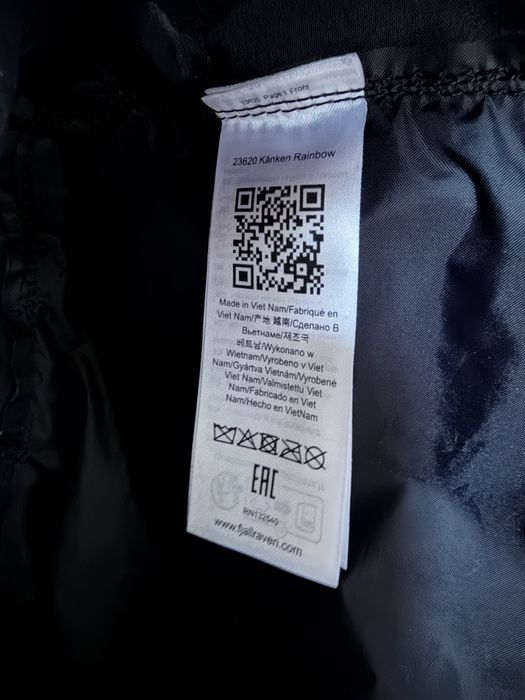 Page 1 Front
23620 Kånken Rainbow
Made in Viet Nam/Fabriqué en
Viet Nam/产地 越南/Сделано В
Вьетнаме/제조국
베트남/Wykonano w
Wietnam/Vyrobeno v Viet
Nam/Gyártva Vietnám/Vyrobené
Viet Nam/Valmistettu Viet
Nam/Fabricado en Viet
Nam/Hecho en VietNam
EAC
RN132540
www.fjallraven.com